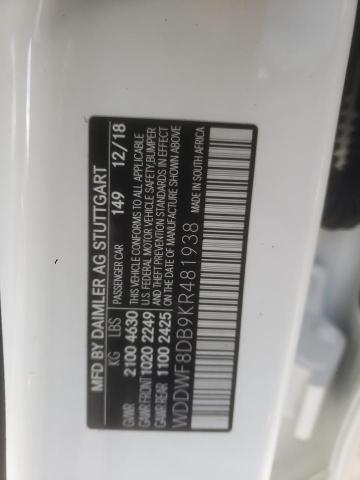 MFD BY DAIMLER AG STUTTGART
KG LBS PASSENGER CAR 149 12/18
GVWR 2100 4630 THIS VEHICLE CONFORMS TO ALL APPLICABLE
GAWR FRONT 1020 2249 U.S. FEDERAL MOTOR VEHICLE SAFETY, BUMPER
GAWR REAR 1100 2425 AND THEFT PREVENTION STANDARDS IN EFFECT
ON THE DATE OF MANUFACTURE SHOWN ABOVE
WDDWF8DB9KR481938 MADE IN SOUTH AFRICA